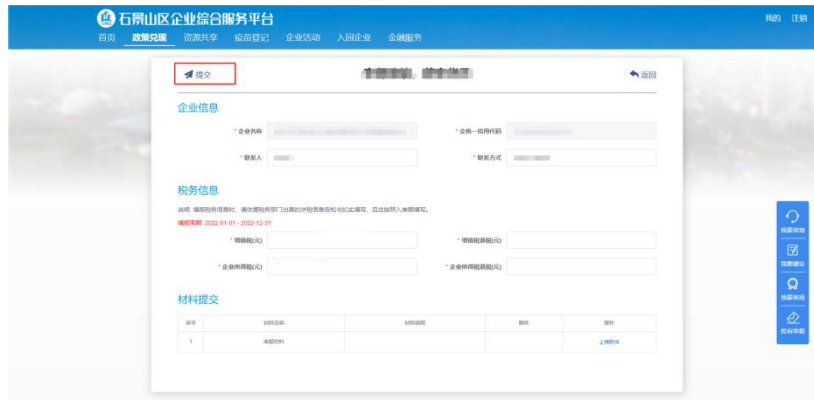 石景山区企业综合服务平台
我的 注销
首页 政策兑现 资源共享 疫苗登记 企业活动 入园企业 金融服务
提交
返回
企业信息
* 企业名称
* 企统一信用代码
* 联系人
* 联系方式
税务信息
说明: 填报税务信息时，请依据税务部门出具的涉税信息告知书如实填写，且应按照入库期填写。
填报周期: 2022-01-01 - 2022-12-31
* 增值税(元)
* 增值税退税(元)
* 企业所得税(元)
* 企业所得税退税(元)
材料提交
序号 材料名称 材料说明 附件 操作
1 申报材料 上传附件
我要咨询
我要建议
我要表扬
投诉举报